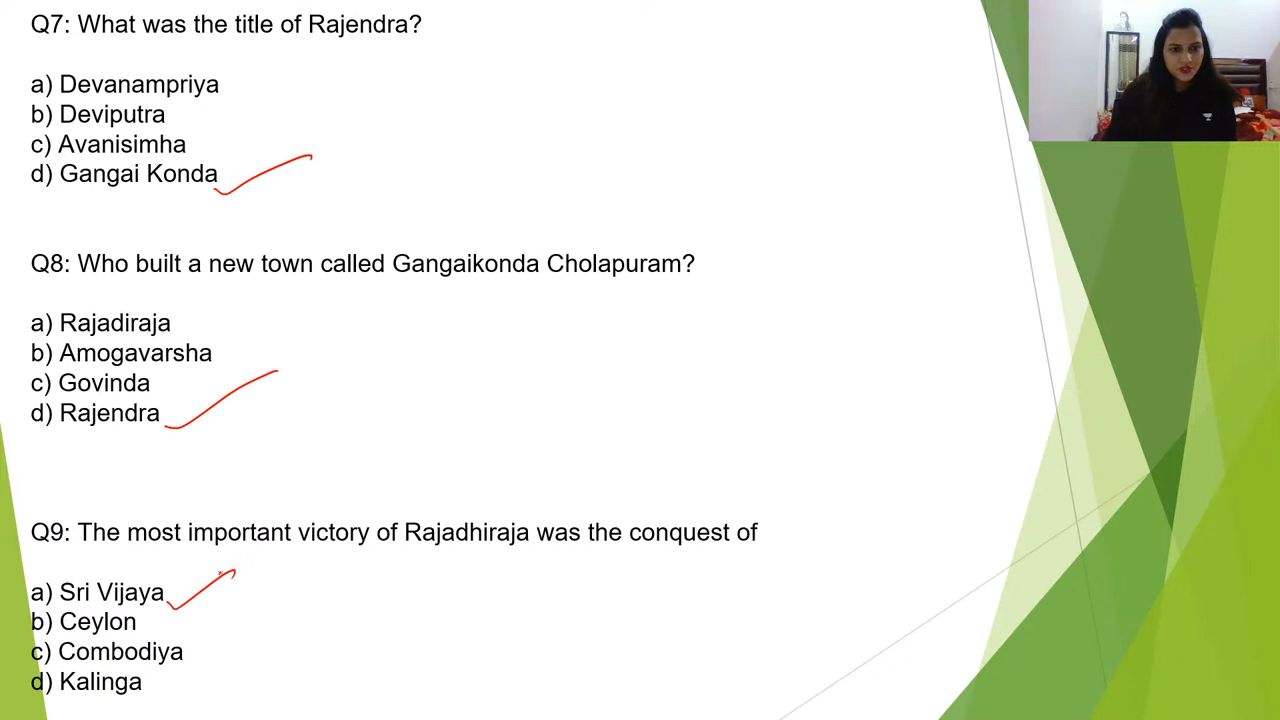 Q7: What was the title of Rajendra?
a) Devanampriya
b) Deviputra
c) Avanisimha
d) Gangai Konda
Q8: Who built a new town called Gangaikonda Cholapuram?
a) Rajadiraja
b) Amogavarsha
c) Govinda
d) Rajendra
Q9: The most important victory of Rajadhiraja was the conquest of
a) Sri Vijaya
b) Ceylon
c) Combodiya
d) Kalinga